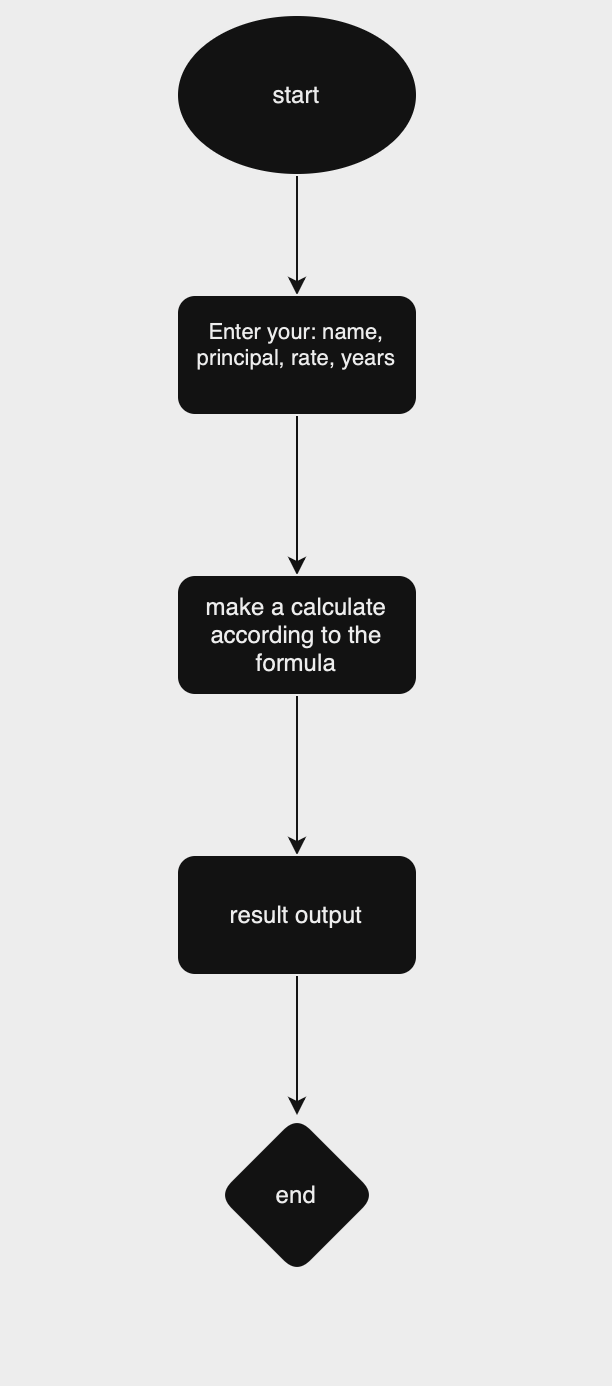 start
Enter your: name,
principal, rate, years
make a calculate
according to the
formula
result output
end